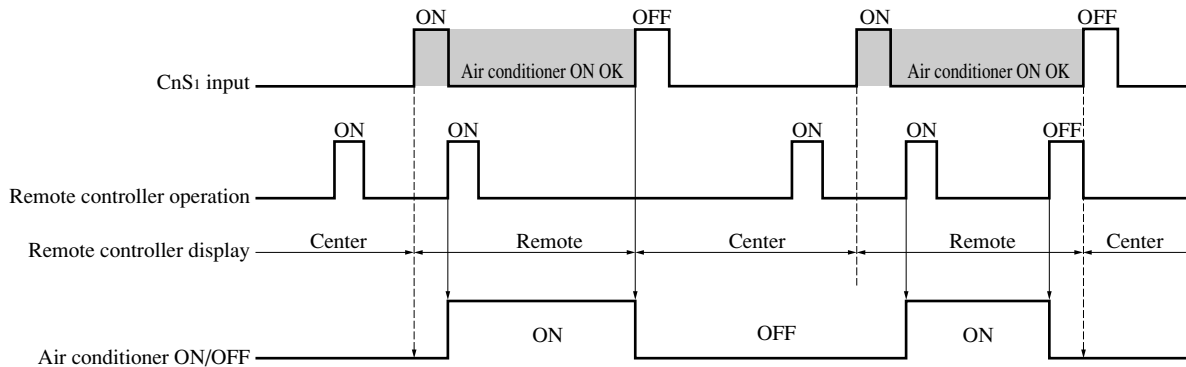 ON OFF ON OFF
Air conditioner ON OK Air conditioner ON OK
CnS₁ input
ON ON ON ON OFF
Remote controller operation
Remote controller display Center Remote Center Remote Center
ON OFF ON
Air conditioner ON/OFF